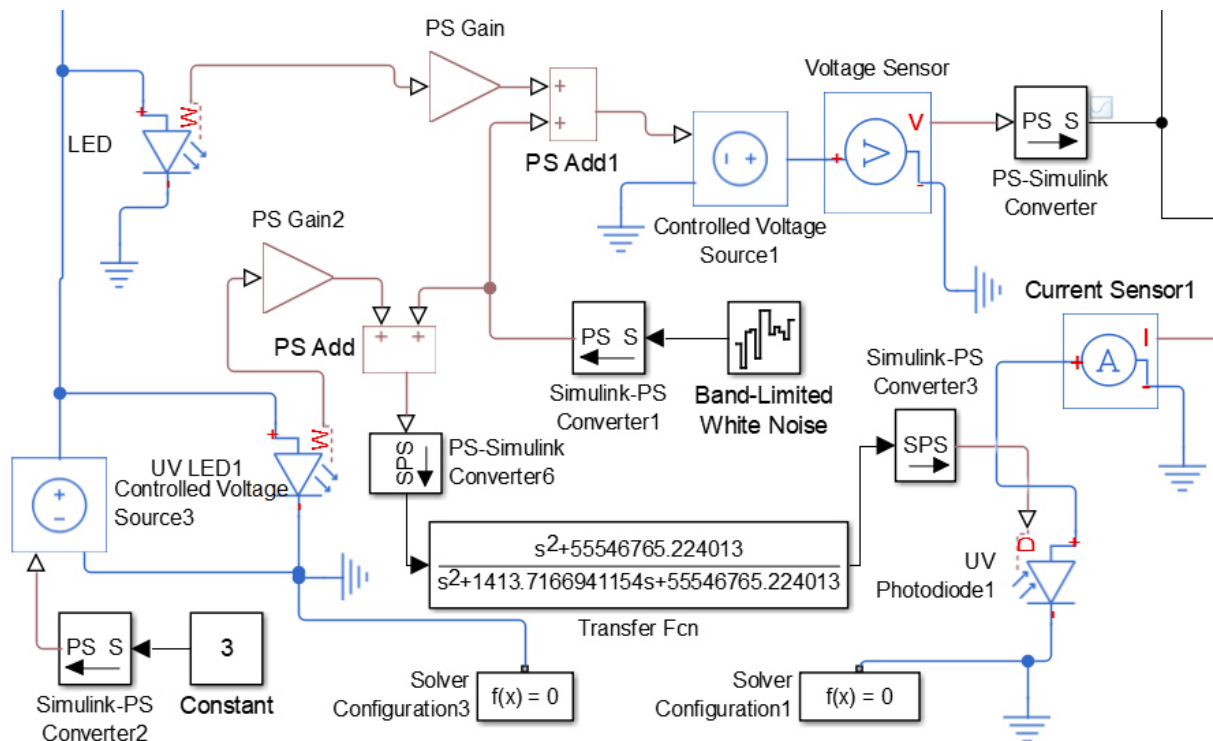 PS Gain
Voltage Sensor
LED
+
W
-
+
+
PS Add1
- +
Controlled Voltage
Source1
+
V
V
-
PS S
PS-Simulink
Converter
PS Gain2
PS Add
+ +
PS S
Simulink-PS
Converter1
Band-Limited
White Noise
Current Sensor1
+
A
I
-
Simulink-PS
Converter3
SPS
+
W
-
UV LED1
Controlled Voltage
Source3
+
-
SPS
PS-Simulink
Converter6
s²+55546765.224013
s²+1413.7166941154s+55546765.224013
Transfer Fcn
D
+
-
UV
Photodiode1
PS S
Simulink-PS
Converter2
3
Constant
Solver
Configuration3
f(x) = 0
Solver
Configuration1
f(x) = 0